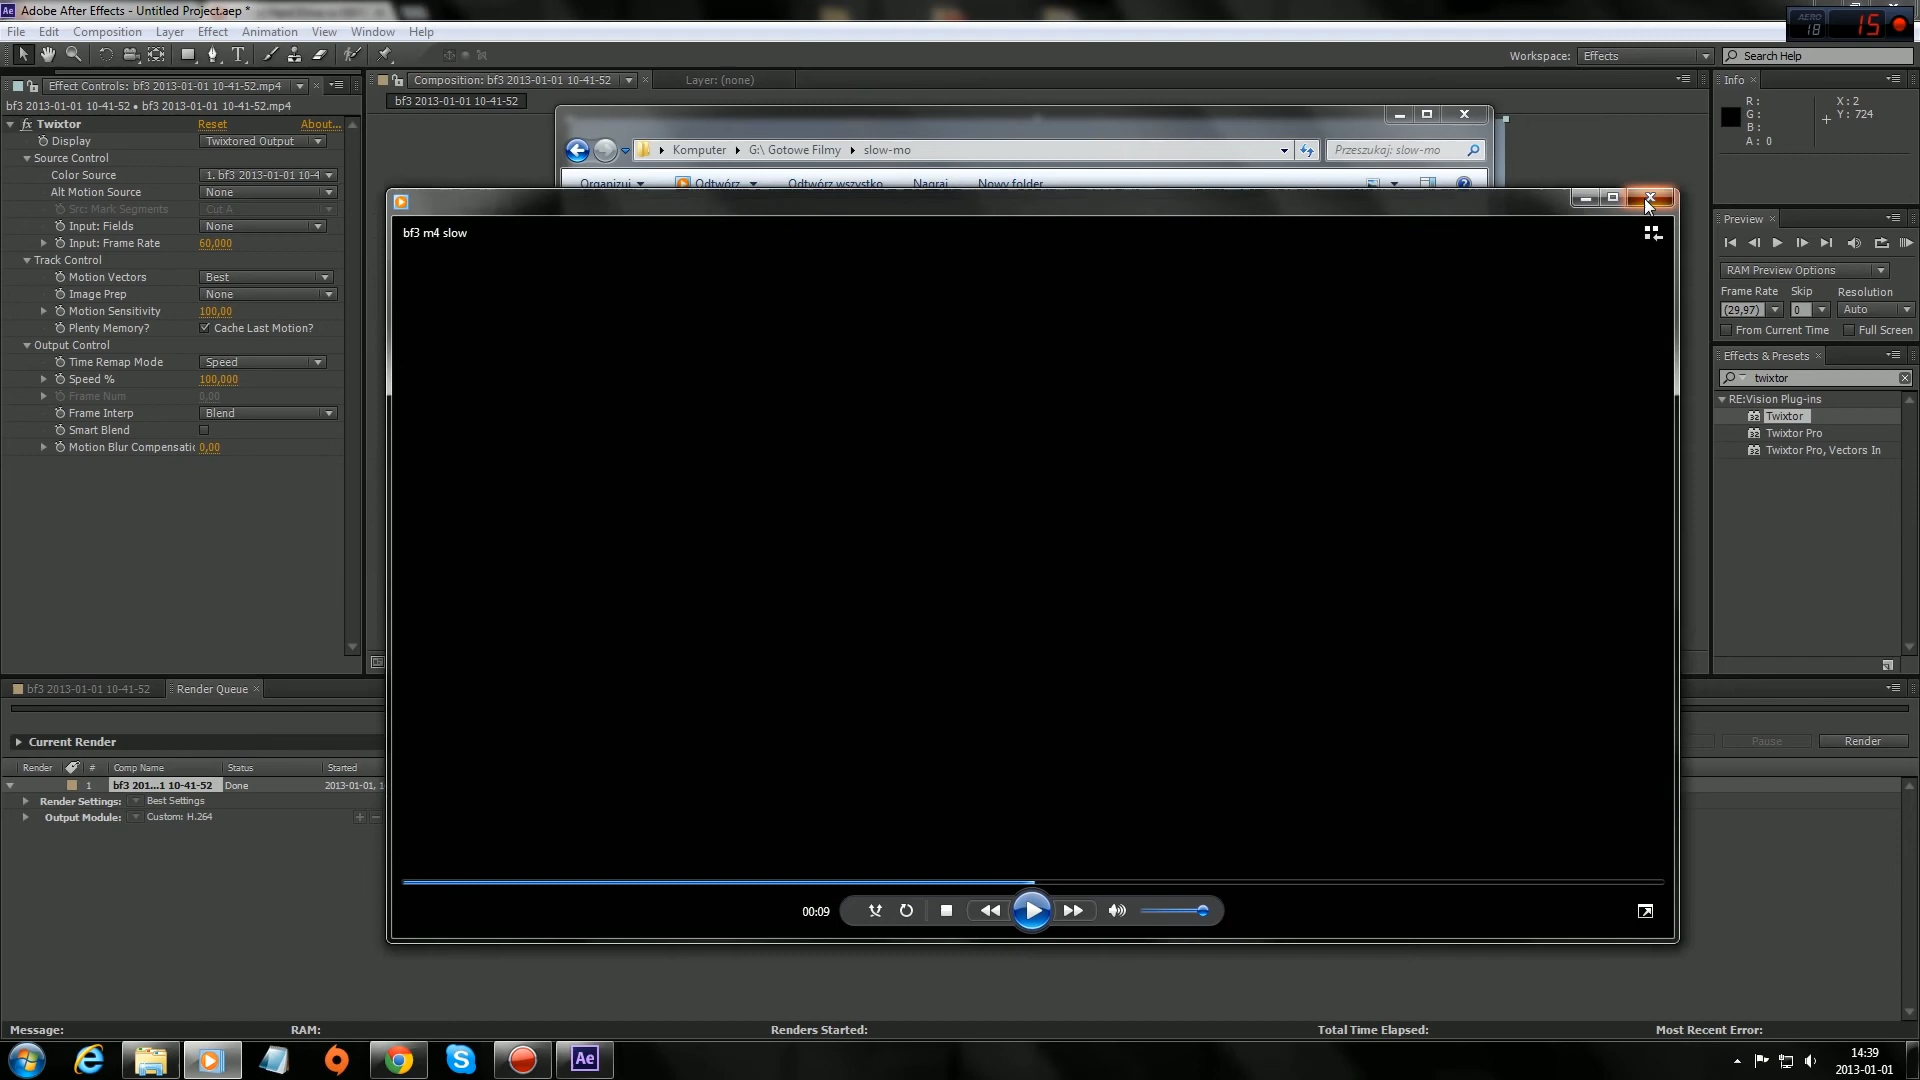 Adobe After Effects - Untitled Project.aep *
File Edit Composition Layer Effect Animation View Window Help
AERO 18 15
Workspace: Effects Search Help
Effect Controls: bf3 2013-01-01 10-41-52.mp4
bf3 2013-01-01 10-41-52 • bf3 2013-01-01 10-41-52.mp4
fx Twixtor Reset About...
Display Twixtored Output
Source Control
Color Source 1. bf3 2013-01-01 10-4
Alt Motion Source None
Src: Mark Segments Cut A
Input: Fields None
Input: Frame Rate 60,000
Track Control
Motion Vectors Best
Image Prep None
Motion Sensitivity 100,00
Plenty Memory? Cache Last Motion?
Output Control
Time Remap Mode Speed
Speed % 100,000
Frame Num 0,00
Frame Interp Blend
Smart Blend
Motion Blur Compensatic 0,00
Composition: bf3 2013-01-01 10-41-52 Layer: (none)
bf3 2013-01-01 10-41-52
Komputer G:\ Gotowe Filmy slow-mo Przeszukaj: slow-mo
Organizuj Odtwórz Odtwórz wszystko Nagraj Nowy folder
bf3 m4 slow
00:09
Info
R: X: 2
G: Y: 724
B:
A: 0
Preview
RAM Preview Options
Frame Rate Skip Resolution
(29,97) 0 Auto
From Current Time Full Screen
Effects & Presets
twixtor
RE:Vision Plug-ins
32 Twixtor
32 Twixtor Pro
32 Twixtor Pro, Vectors In
bf3 2013-01-01 10-41-52 Render Queue
Current Render Pause Render
Render # Comp Name Status Started
1 bf3 201...1 10-41-52 Done 2013-01-01, 1
Render Settings: Best Settings
Output Module: Custom: H.264
Message: RAM: Renders Started: Total Time Elapsed: Most Recent Error:
Ae
14:39
2013-01-01